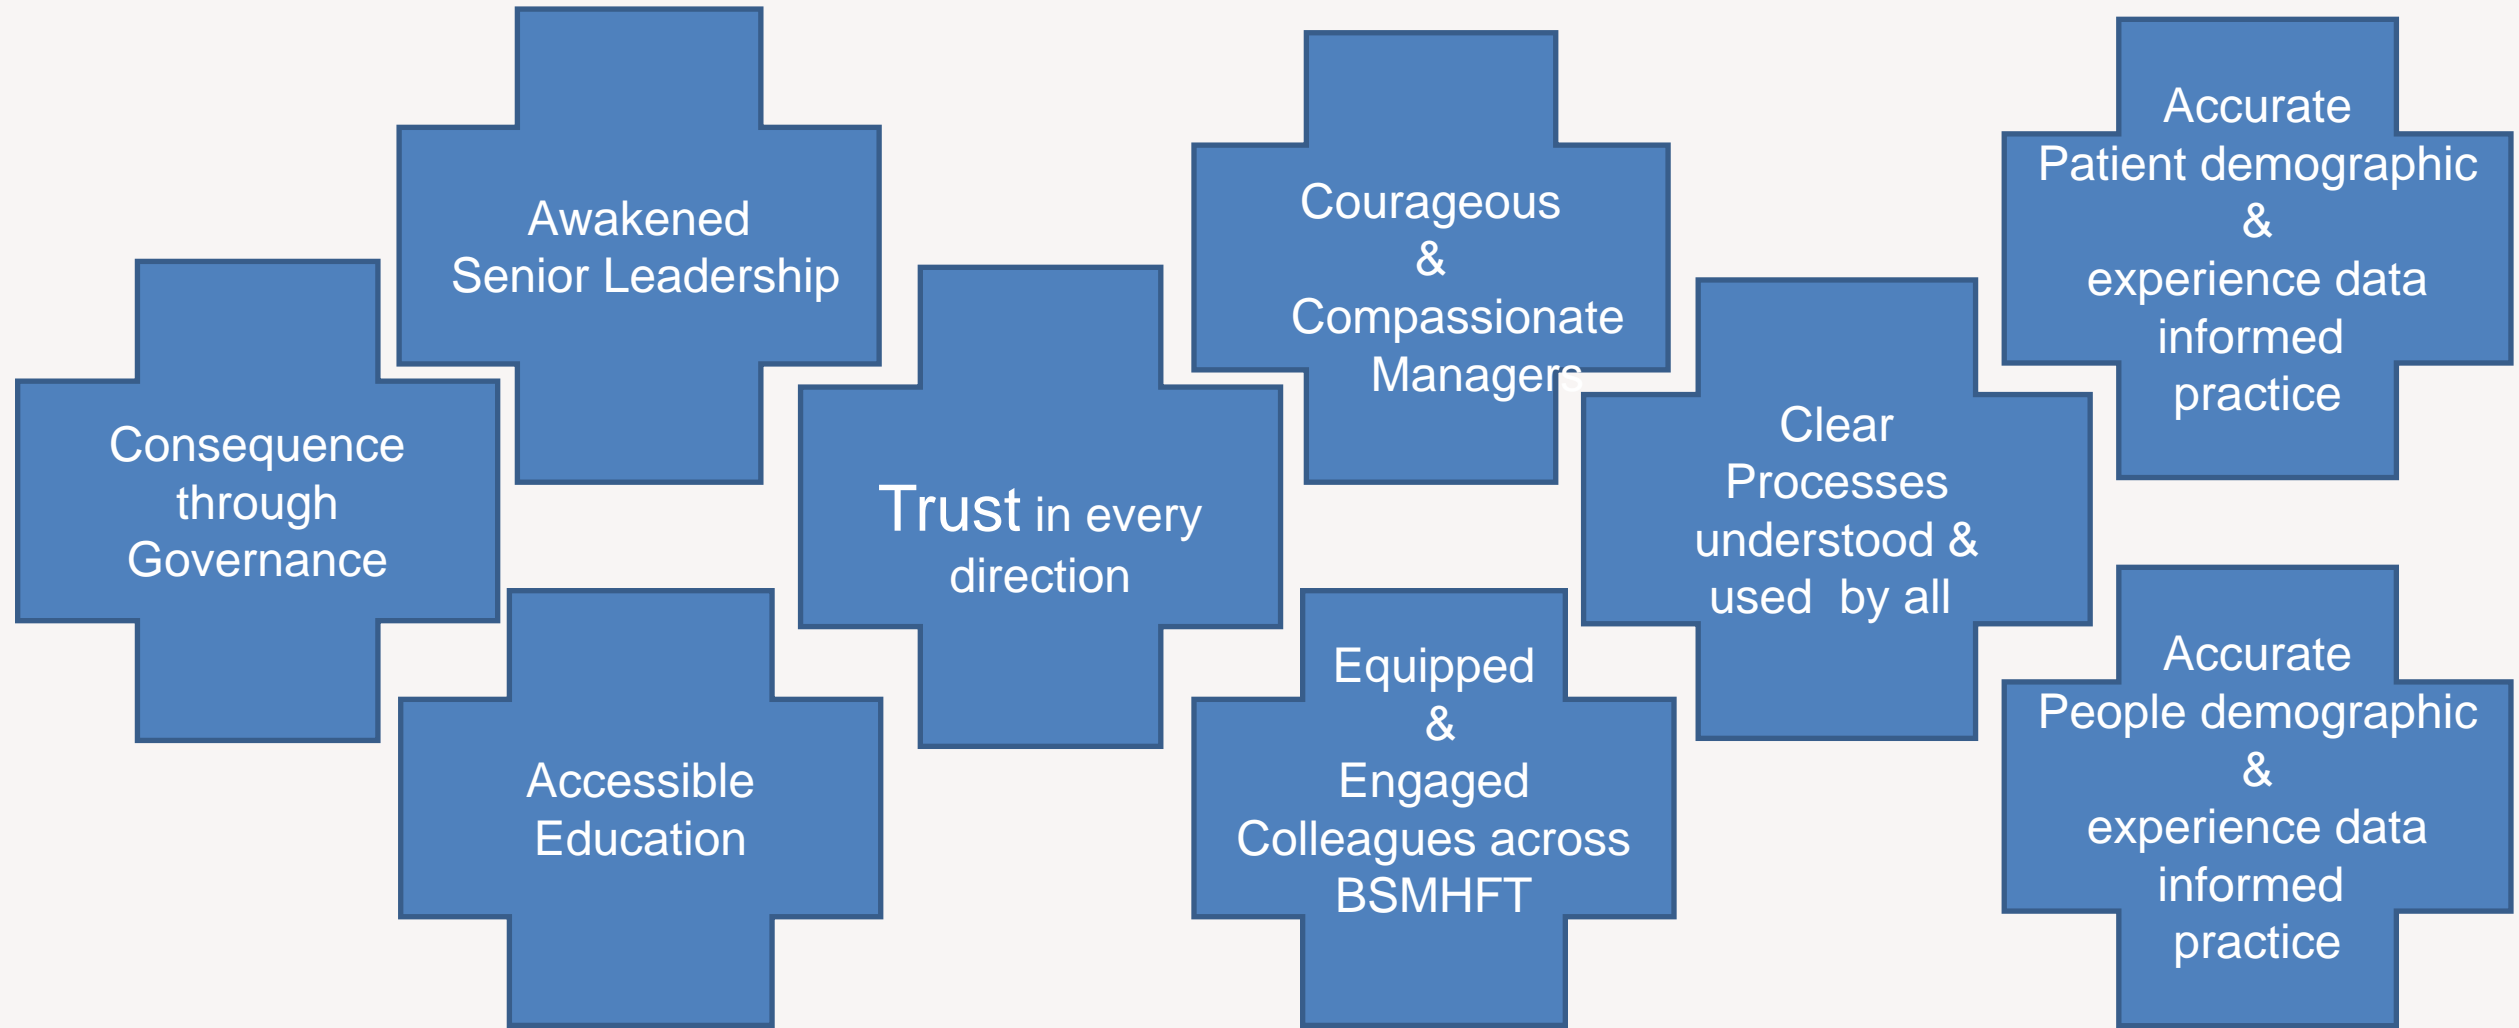 Consequence
through
Governance
Awakened
Senior Leadership
Accessible
Education
Trust in every
direction
Courageous
&
Compassionate
Managers
Equipped
&
Engaged
Colleagues across
BSMHFT
Clear
Processes
understood &
used by all
Accurate
Patient demographic
&
experience data
informed
practice
Accurate
People demographic
&
experience data
informed
practice